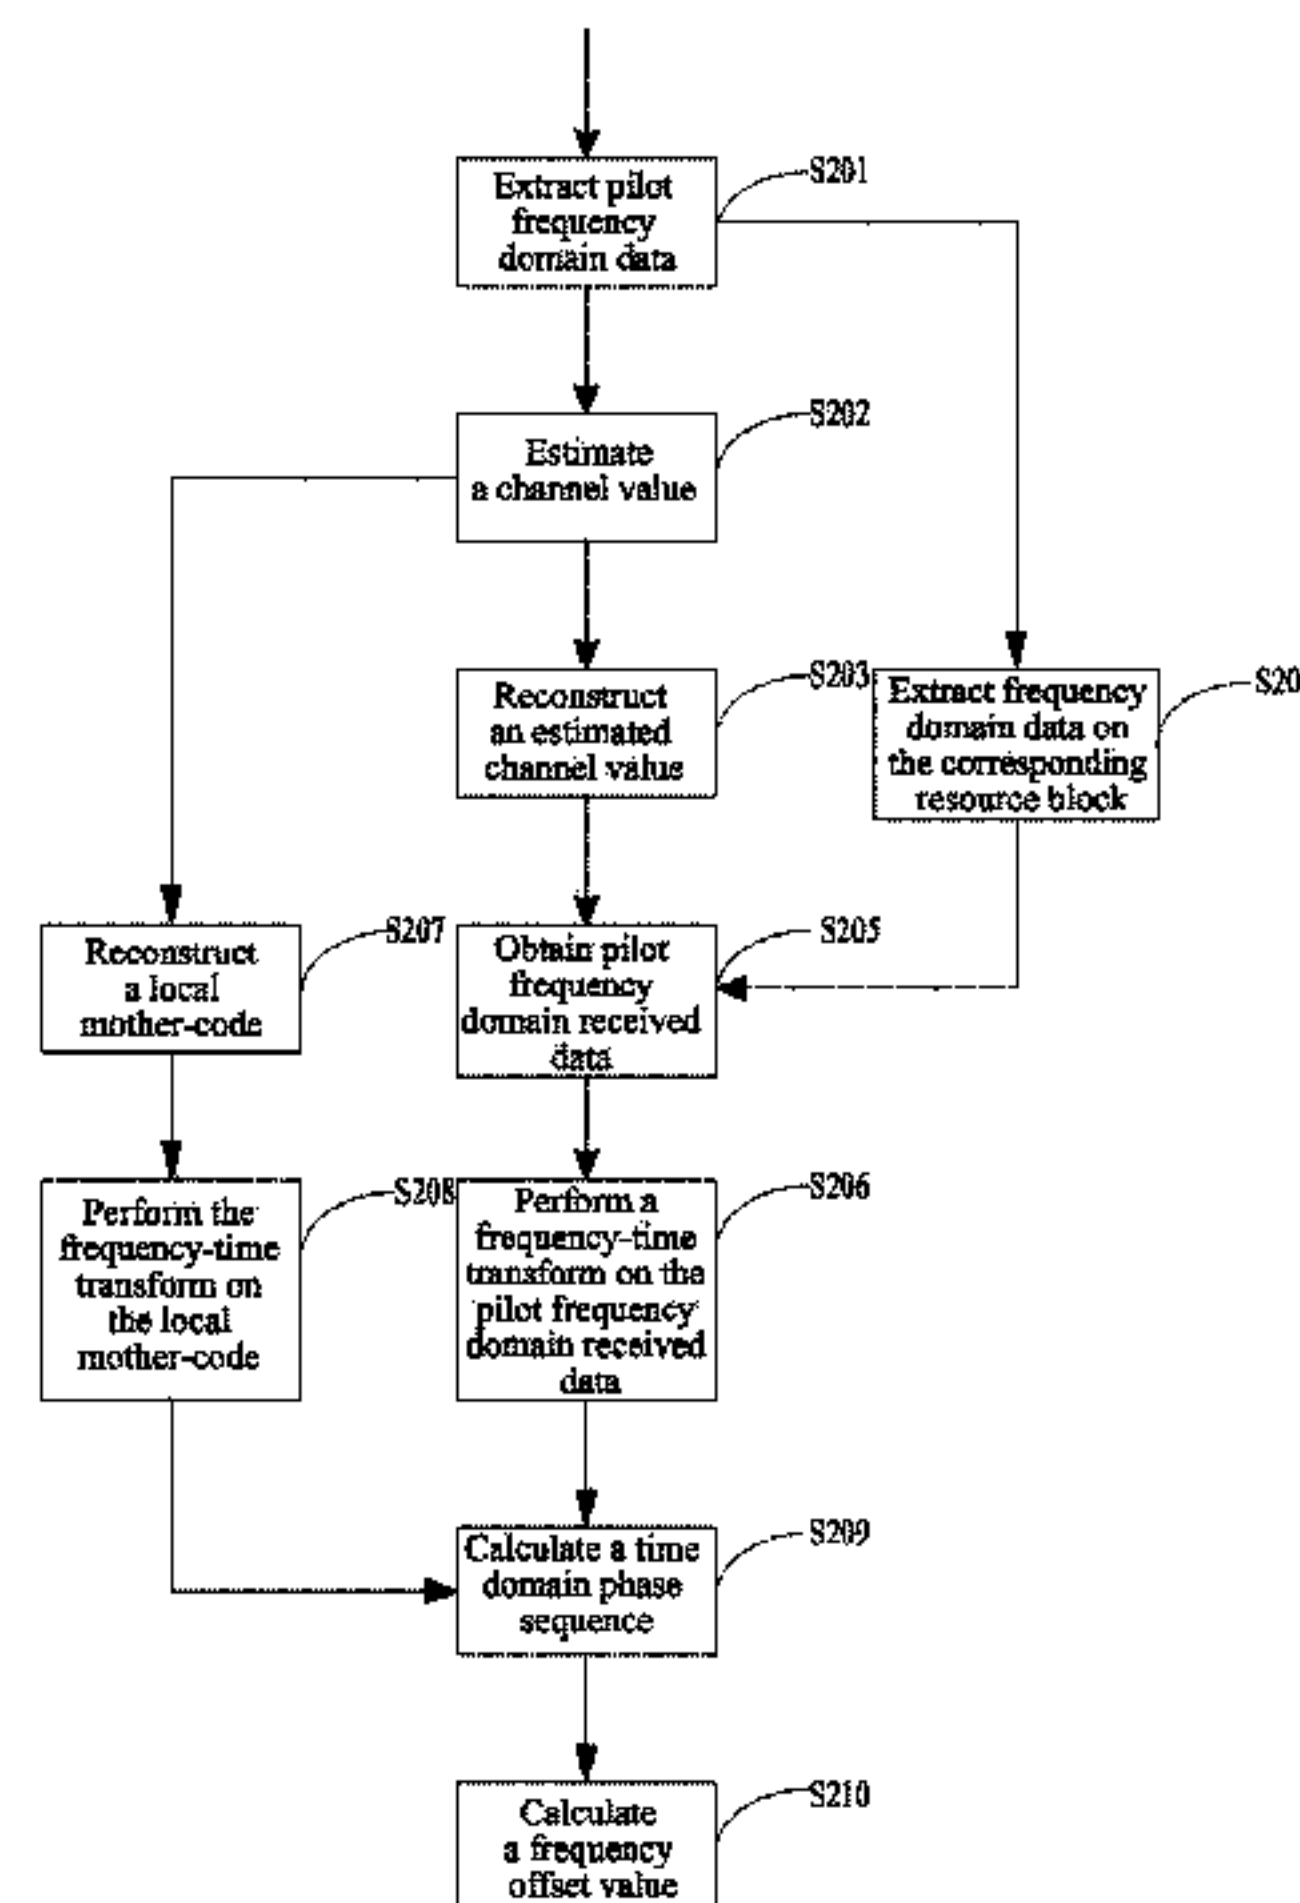 S201
Extract pilot
frequency
domain data
S202
Estimate
a channel value
S203
Reconstruct
an estimated
channel value
S20
Extract frequency
domain data on
the corresponding
resource block
S207
Reconstruct
a local
mother-code
S205
Obtain pilot
frequency
domain received
data
S208
Perform the
frequency-time
transform on
the local
mother-code
S206
Perform a
frequency-time
transform on the
pilot frequency
domain received
data
S209
Calculate a time
domain phase
sequence
S210
Calculate
a frequency
offset value